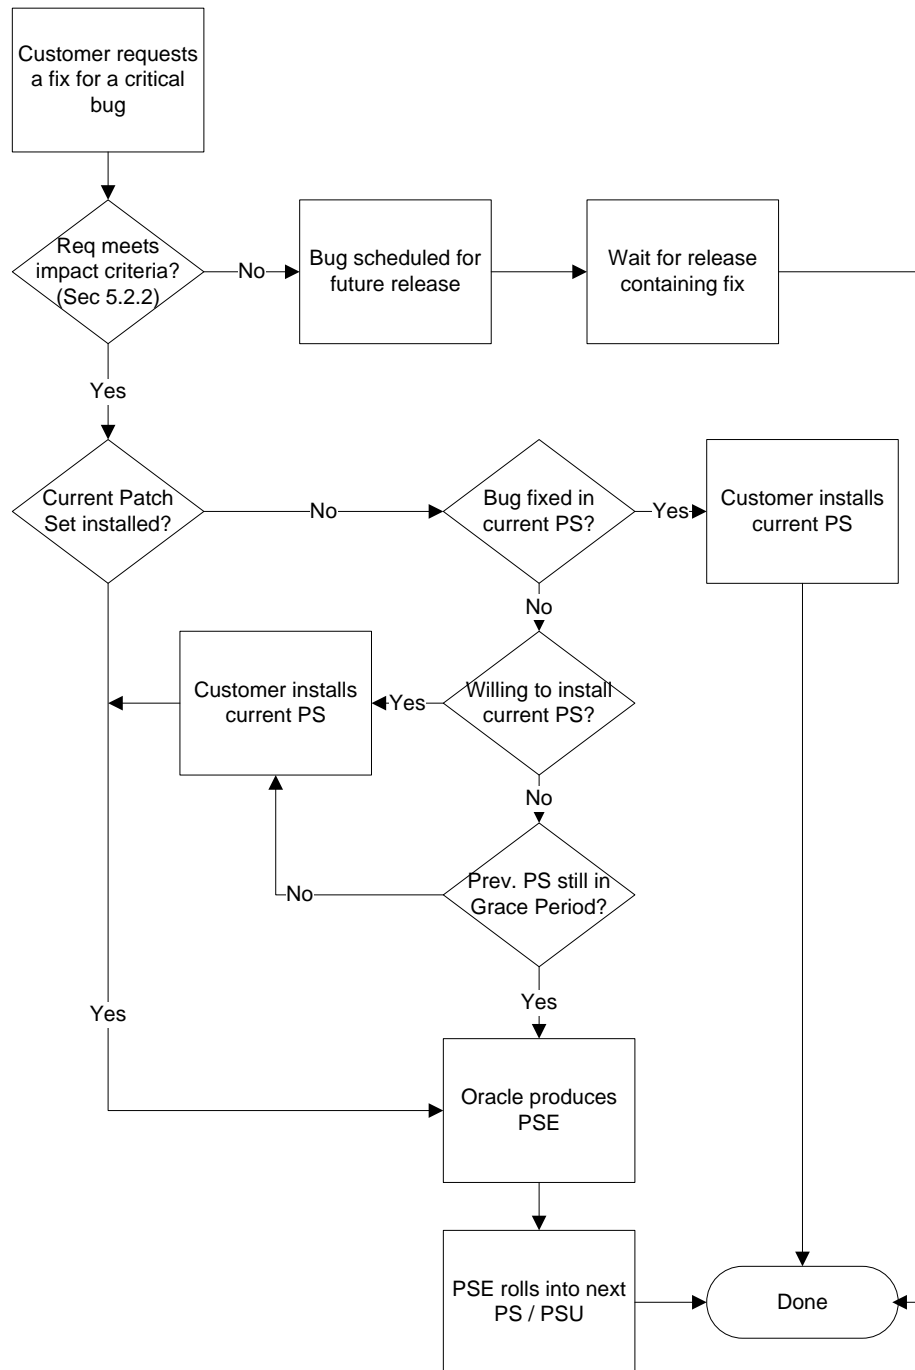 Customer requests
a fix for a critical
bug
Req meets
impact criteria?
(Sec 5.2.2)
No
Bug scheduled for
future release
Wait for release
containing fix
Yes
Current Patch
Set installed?
No
Bug fixed in
current PS?
Yes
Customer installs
current PS
No
Customer installs
current PS
Yes
Willing to install
current PS?
No
No
Prev. PS still in
Grace Period?
Yes
Yes
Oracle produces
PSE
PSE rolls into next
PS / PSU
Done